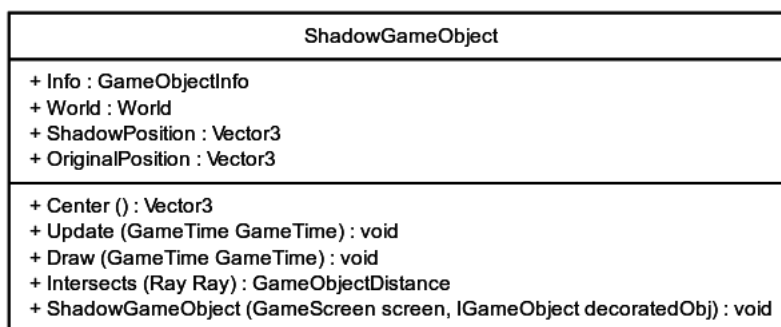 ShadowGameObject
+ Info : GameObjectInfo
+ World : World
+ ShadowPosition : Vector3
+ OriginalPosition : Vector3
+ Center () : Vector3
+ Update (GameTime GameTime) : void
+ Draw (GameTime GameTime) : void
+ Intersects (Ray Ray) : GameObjectDistance
+ ShadowGameObject (GameScreen screen, IGameObject decoratedObj) : void